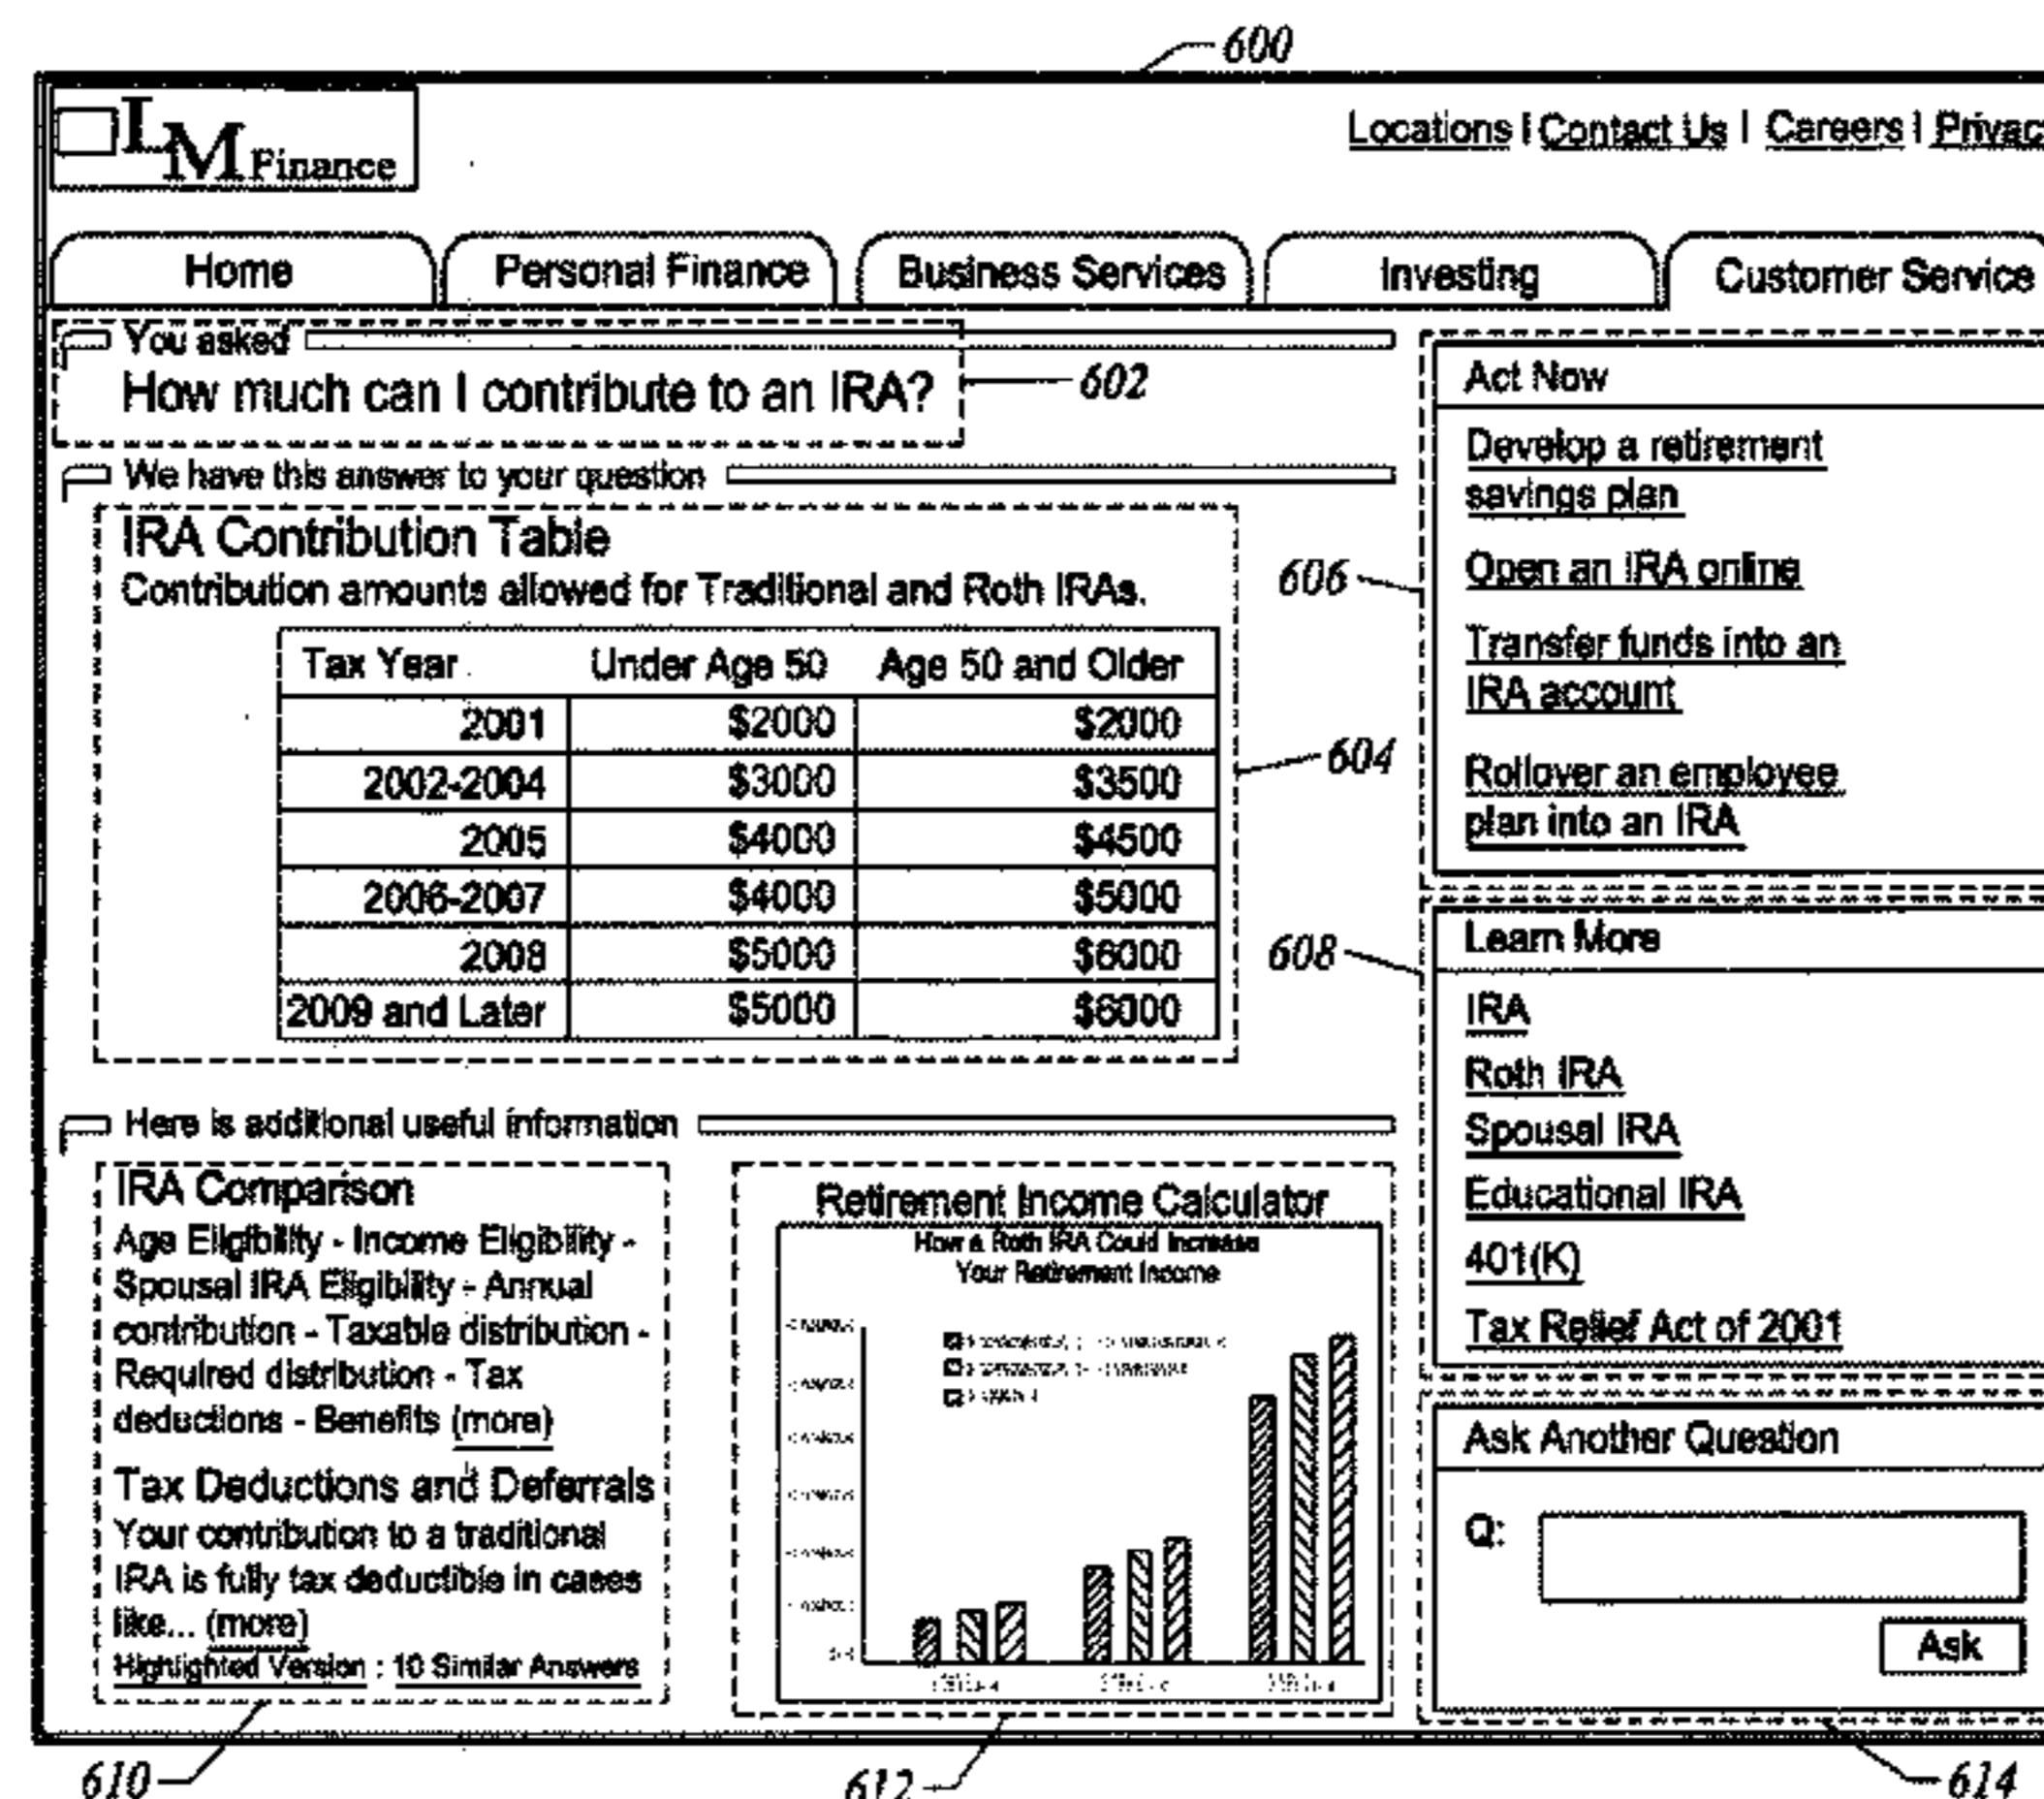 600
LM Finance
Locations | Contact Us | Careers |
Home Personal Finance Business Services Investing Customer Service
You asked
How much can I contribute to an IRA?
602
We have this answer to your question
IRA Contribution Table
Contribution amounts allowed for Traditional and Roth IRAs.
Tax Year Under Age 50 Age 50 and Older
2001 $2000 $2000
2002-2004 $3000 $3500
2005 $4000 $4500
2006-2007 $4000 $5000
2008 $5000 $6000
2009 and Later $5000 $6000
604
606
Act Now
Develop a retirement
savings plan
Open an IRA online
Transfer funds into an
IRA account
Rollover an employee
plan into an IRA
608
Learn More
IRA
Roth IRA
Spousal IRA
Educational IRA
401(K)
Tax Relief Act of 2001
Here is additional useful information
IRA Comparison
Age Eligibility - Income Eligibility -
Spousal IRA Eligibility - Annual
contribution - Taxable distribution -
Required distribution - Tax
deductions - Benefits (more)
Tax Deductions and Deferrals
Your contribution to a traditional
IRA is fully tax deductible in cases
like... (more)
Highlighted Version : 10 Similar Answers
Retirement Income Calculator
How a Roth IRA Could Increase
Your Retirement Income
Ask Another Question
Q:
Ask
610
612
614